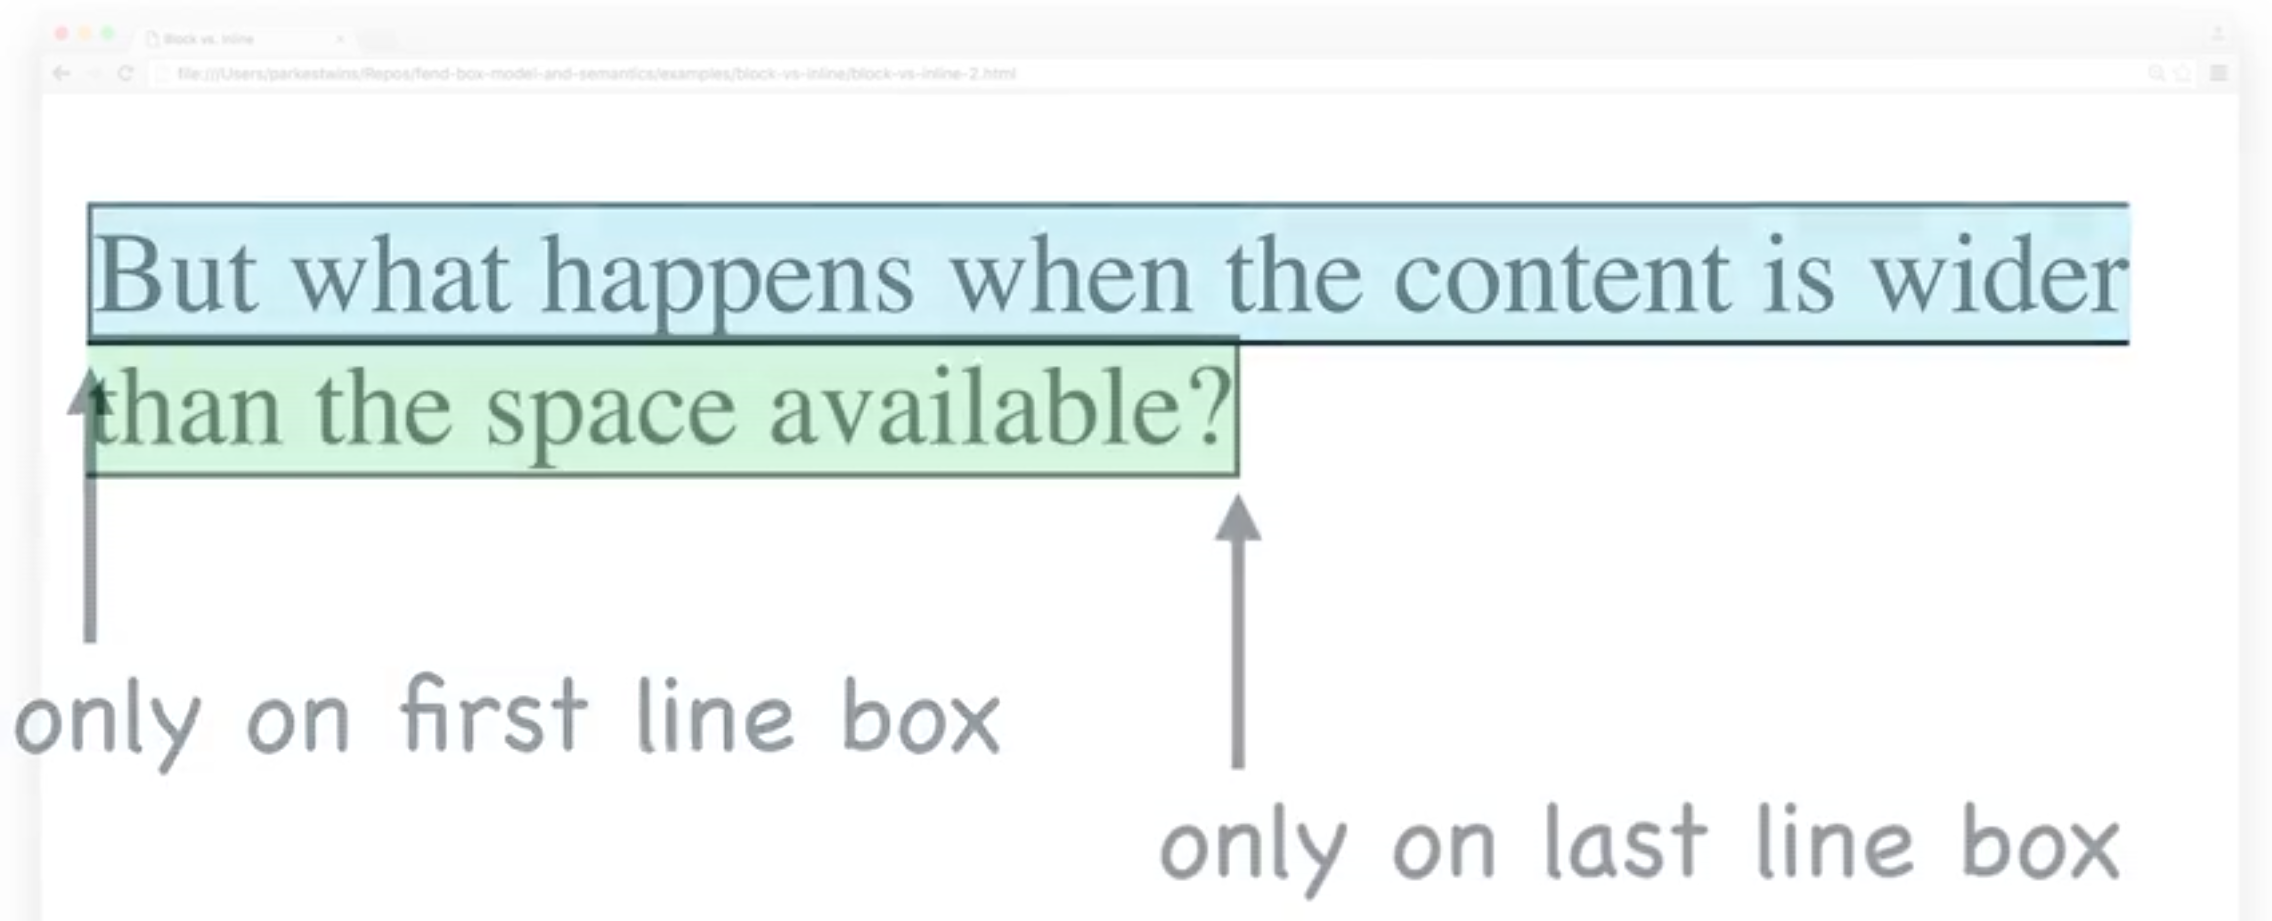 Block vs. Inline
file:///Users/parkestwins/Repos/fend-box-model-and-semantics/examples/block-vs-inline/block-vs-inline-2.html
But what happens when the content is wider
than the space available?
only on first line box
only on last line box